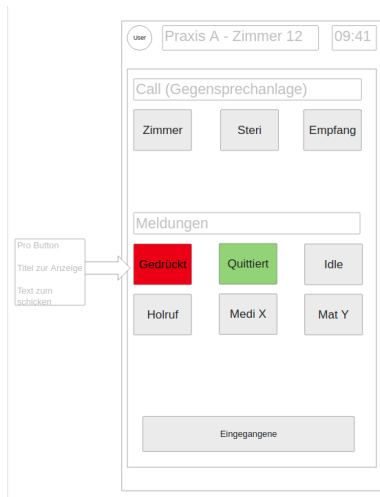 User
Praxis A - Zimmer 12
09:41
Call (Gegensprechanlage)
Zimmer
Steri
Empfang
Meldungen
Pro Button
Titel zur Anzeige
Text zum
schicken
Gedrückt
Quittiert
Idle
Holruf
Medi X
Mat Y
Eingegangene